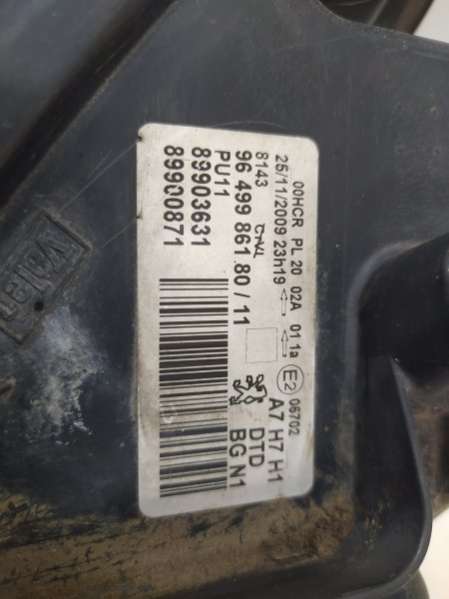 00HCR PL 20 02A 01 1a E2 06702
25/11/2009 23h19
8143
96 499 861.80/11
PU11
89903631
89900871
A7 H7 H1
DTD
BG N1
Valeo